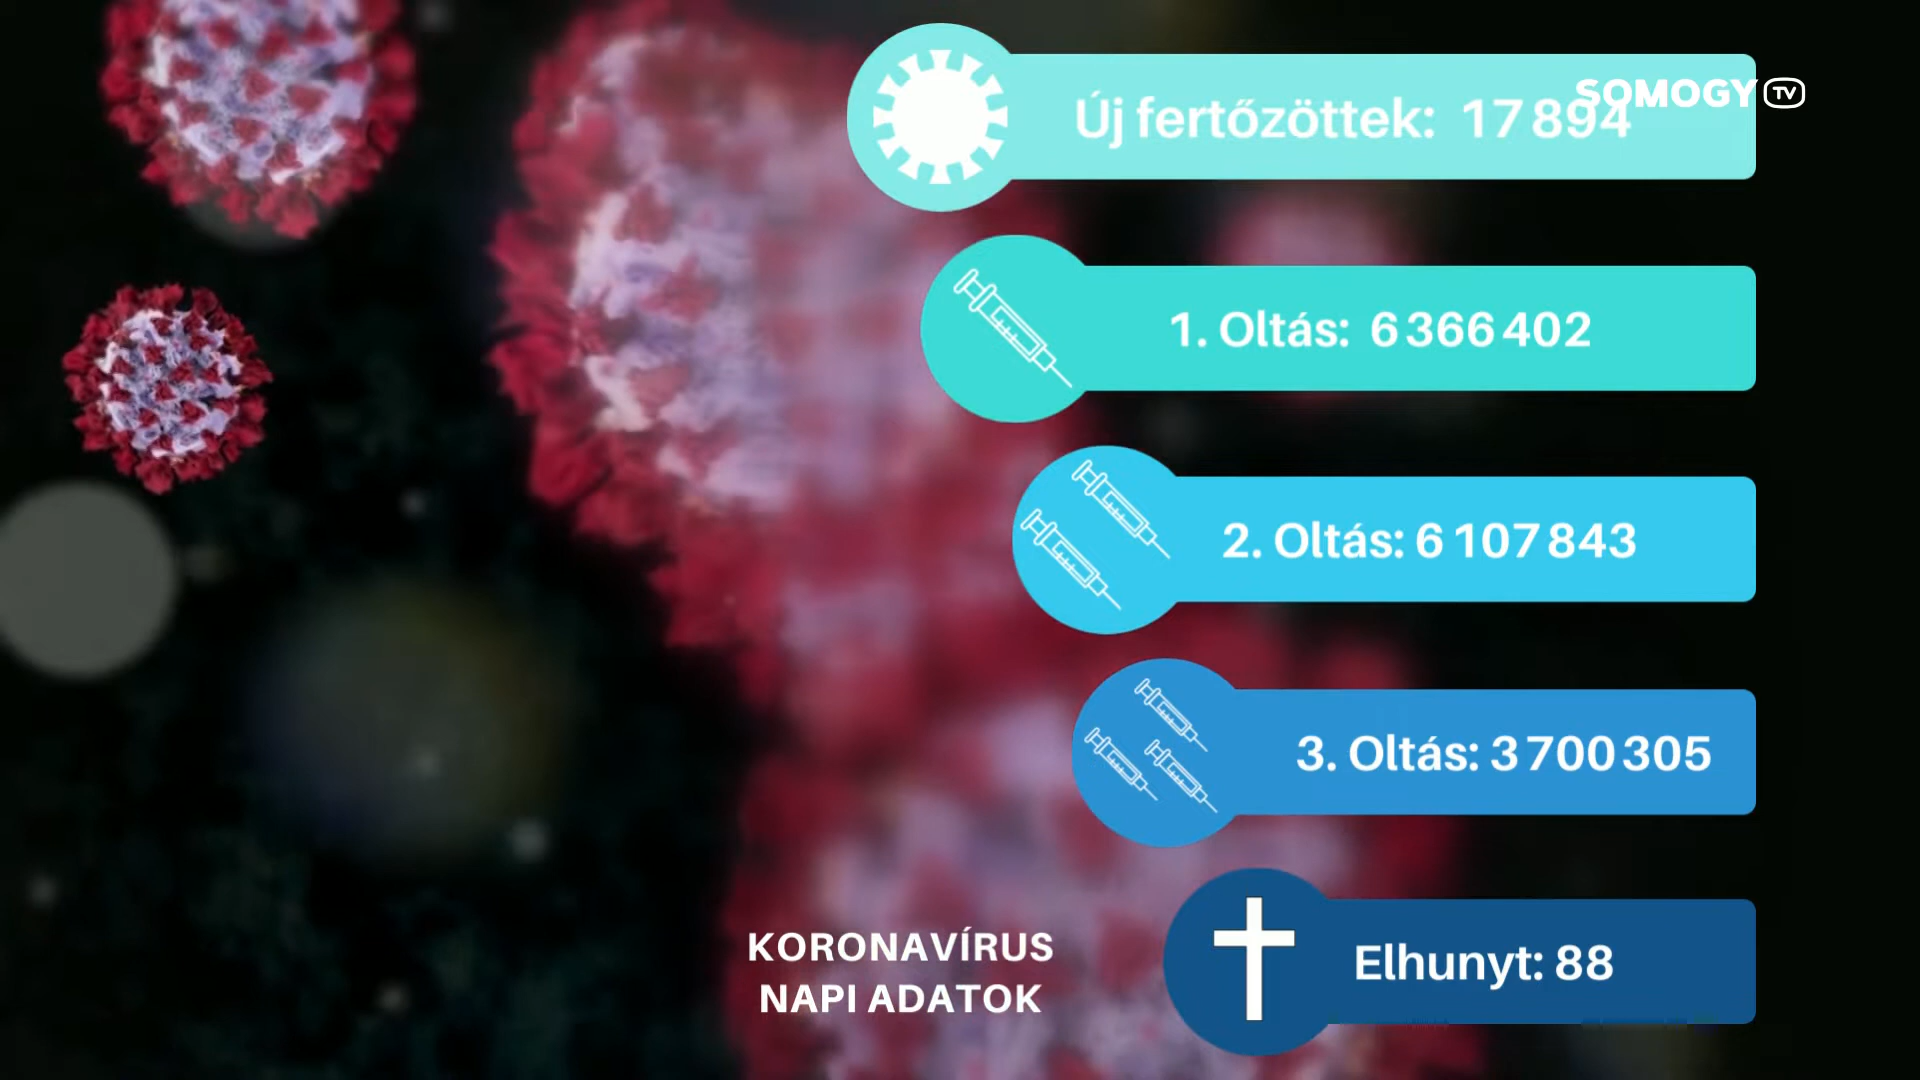 SOMOGY TV
Új fertőzöttek: 17 894
1. Oltás: 6 366 402
2. Oltás: 6 107 843
3. Oltás: 3 700 305
Elhunyt: 88
KORONAVÍRUS
NAPI ADATOK